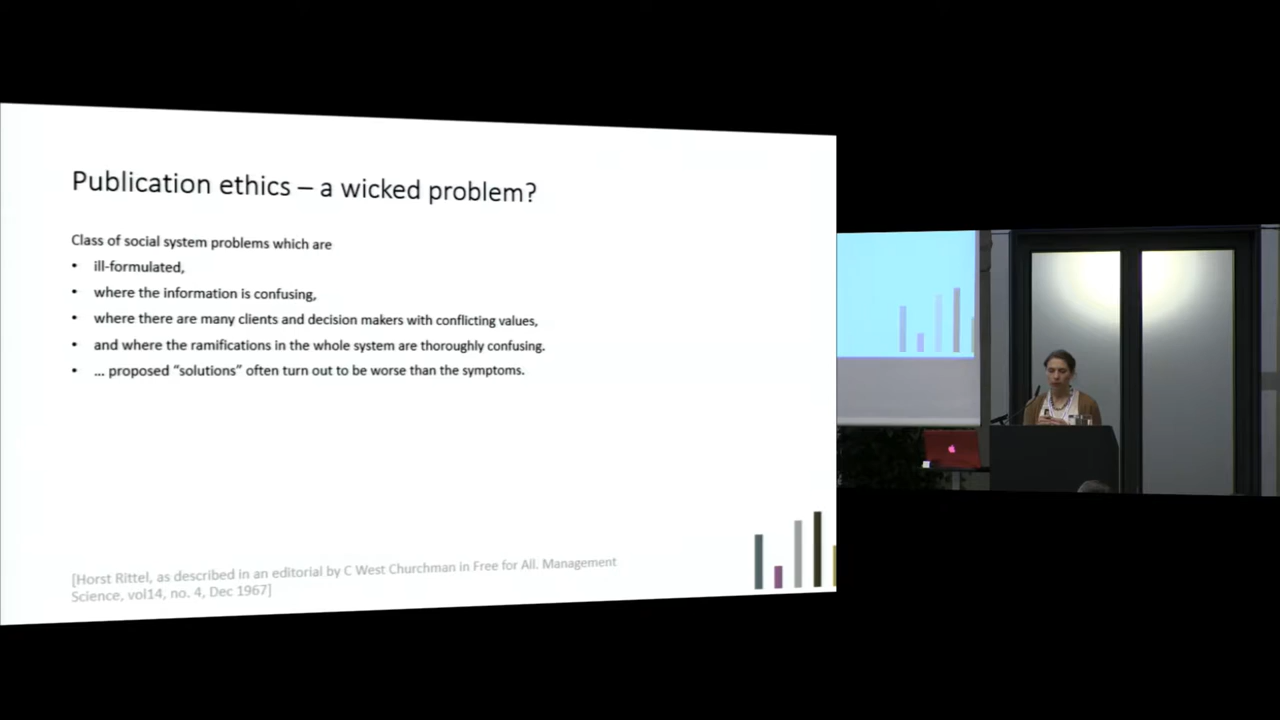 Publication ethics – a wicked problem?
Class of social system problems which are
• ill-formulated,
• where the information is confusing,
• where there are many clients and decision makers with conflicting values,
• and where the ramifications in the whole system are thoroughly confusing.
• ... proposed “solutions” often turn out to be worse than the symptoms.
[Horst Rittel, as described in an editorial by C West Churchman in Free for All. Management
Science, vol14, no. 4, Dec 1967]